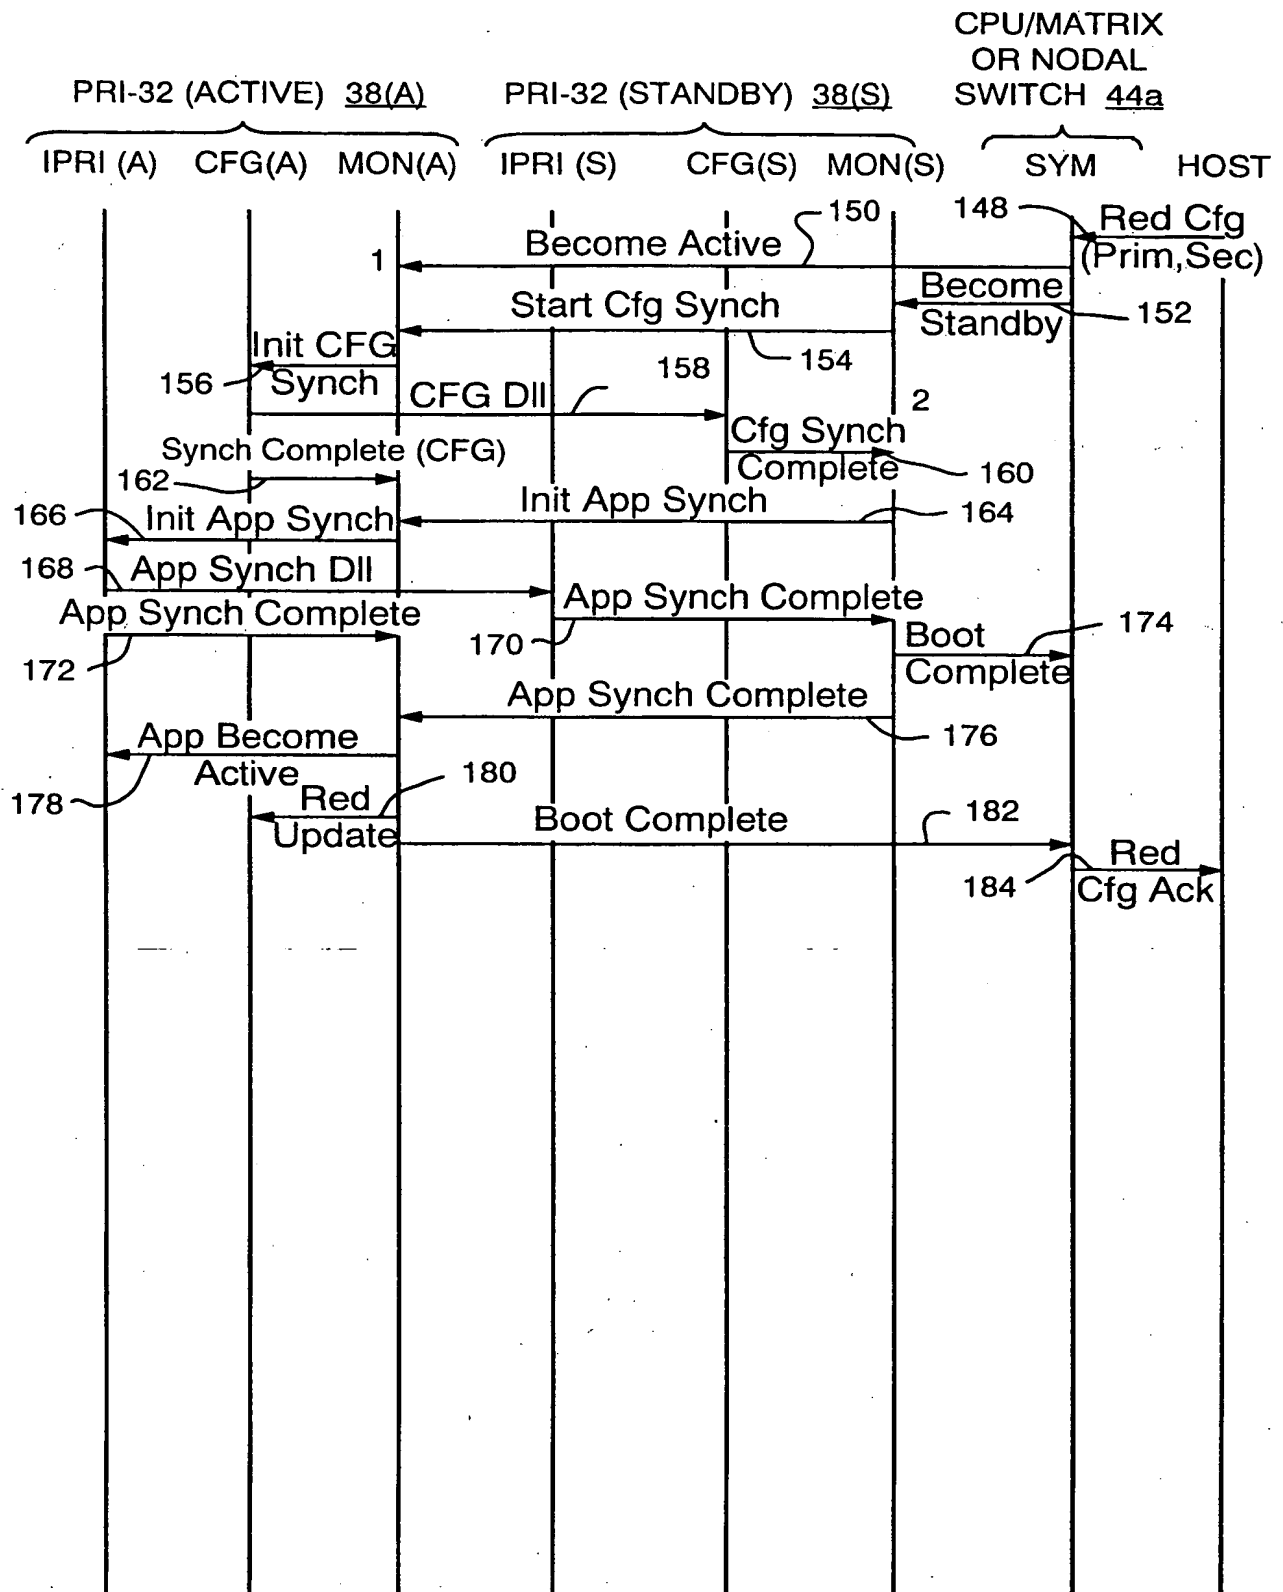 CPU/MATRIX
OR NODAL
PRI-32 (ACTIVE) 38(A) PRI-32 (STANDBY) 38(S) SWITCH 44a
IPRI (A) CFG(A) MON(A) IPRI (S) CFG(S) MON(S) SYM HOST
150 148 Red Cfg
1 Become Active (Prim,Sec)
Become
Start Cfg Synch Standby 152
Init CFG 154
156 Synch 158
CFG Dll 2
Cfg Synch
Synch Complete (CFG) Complete 160
162
166 Init App Synch Init App Synch 164
168 App Synch Dll
App Synch Complete App Synch Complete
172 170 Boot 174
Complete
App Synch Complete
App Become 176
Active
178 Red 180
Update Boot Complete 182
Red
184 Cfg Ack